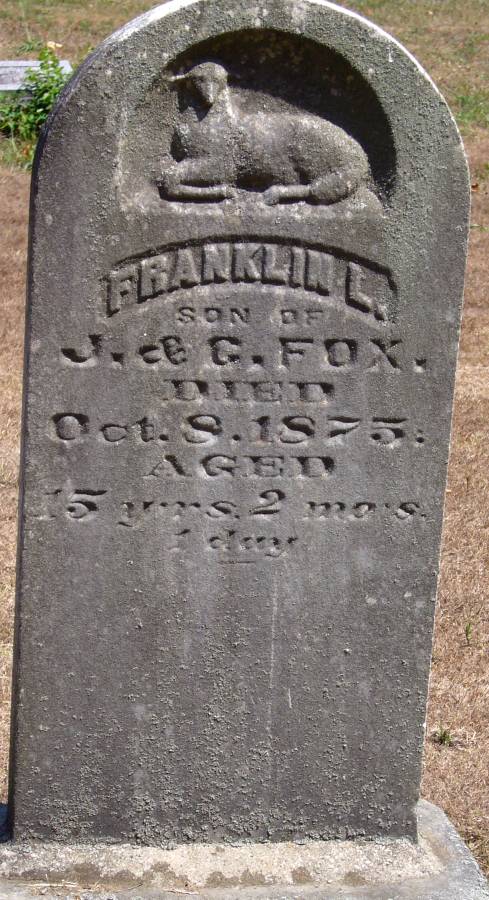 FRANKLIN L.
SON OF
J. & C. FOX.
DIED
Oct. 8. 1875:
AGED
15 yrs. 2 mo's.
1 day